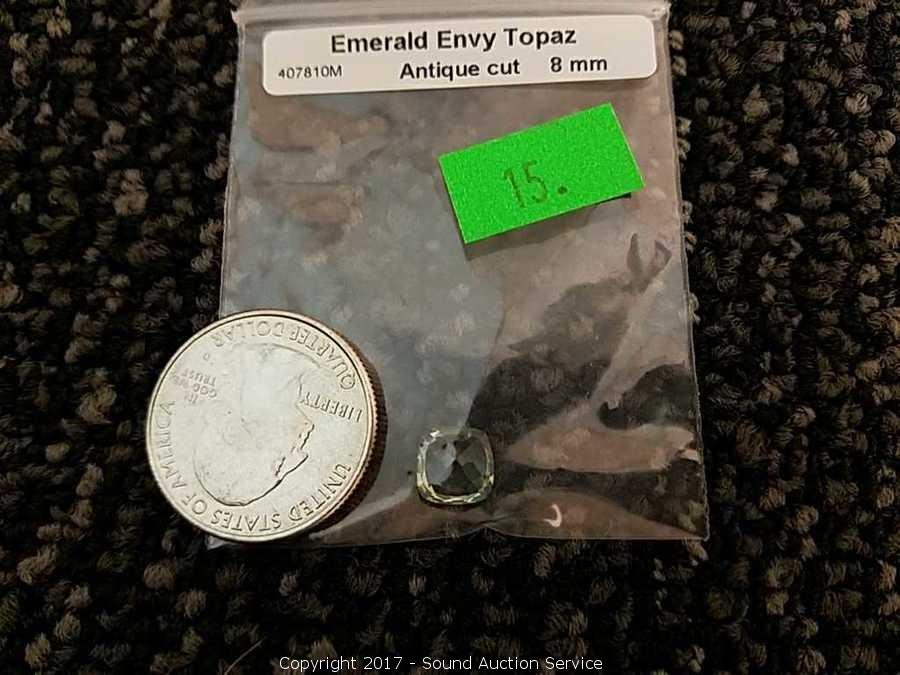 Emerald Envy Topaz
407810M Antique cut 8 mm
15.
QUARTER DOLLAR
IN GOD WE TRUST
LIBERTY
UNITED STATES OF AMERICA
Copyright 2017 - Sound Auction Service